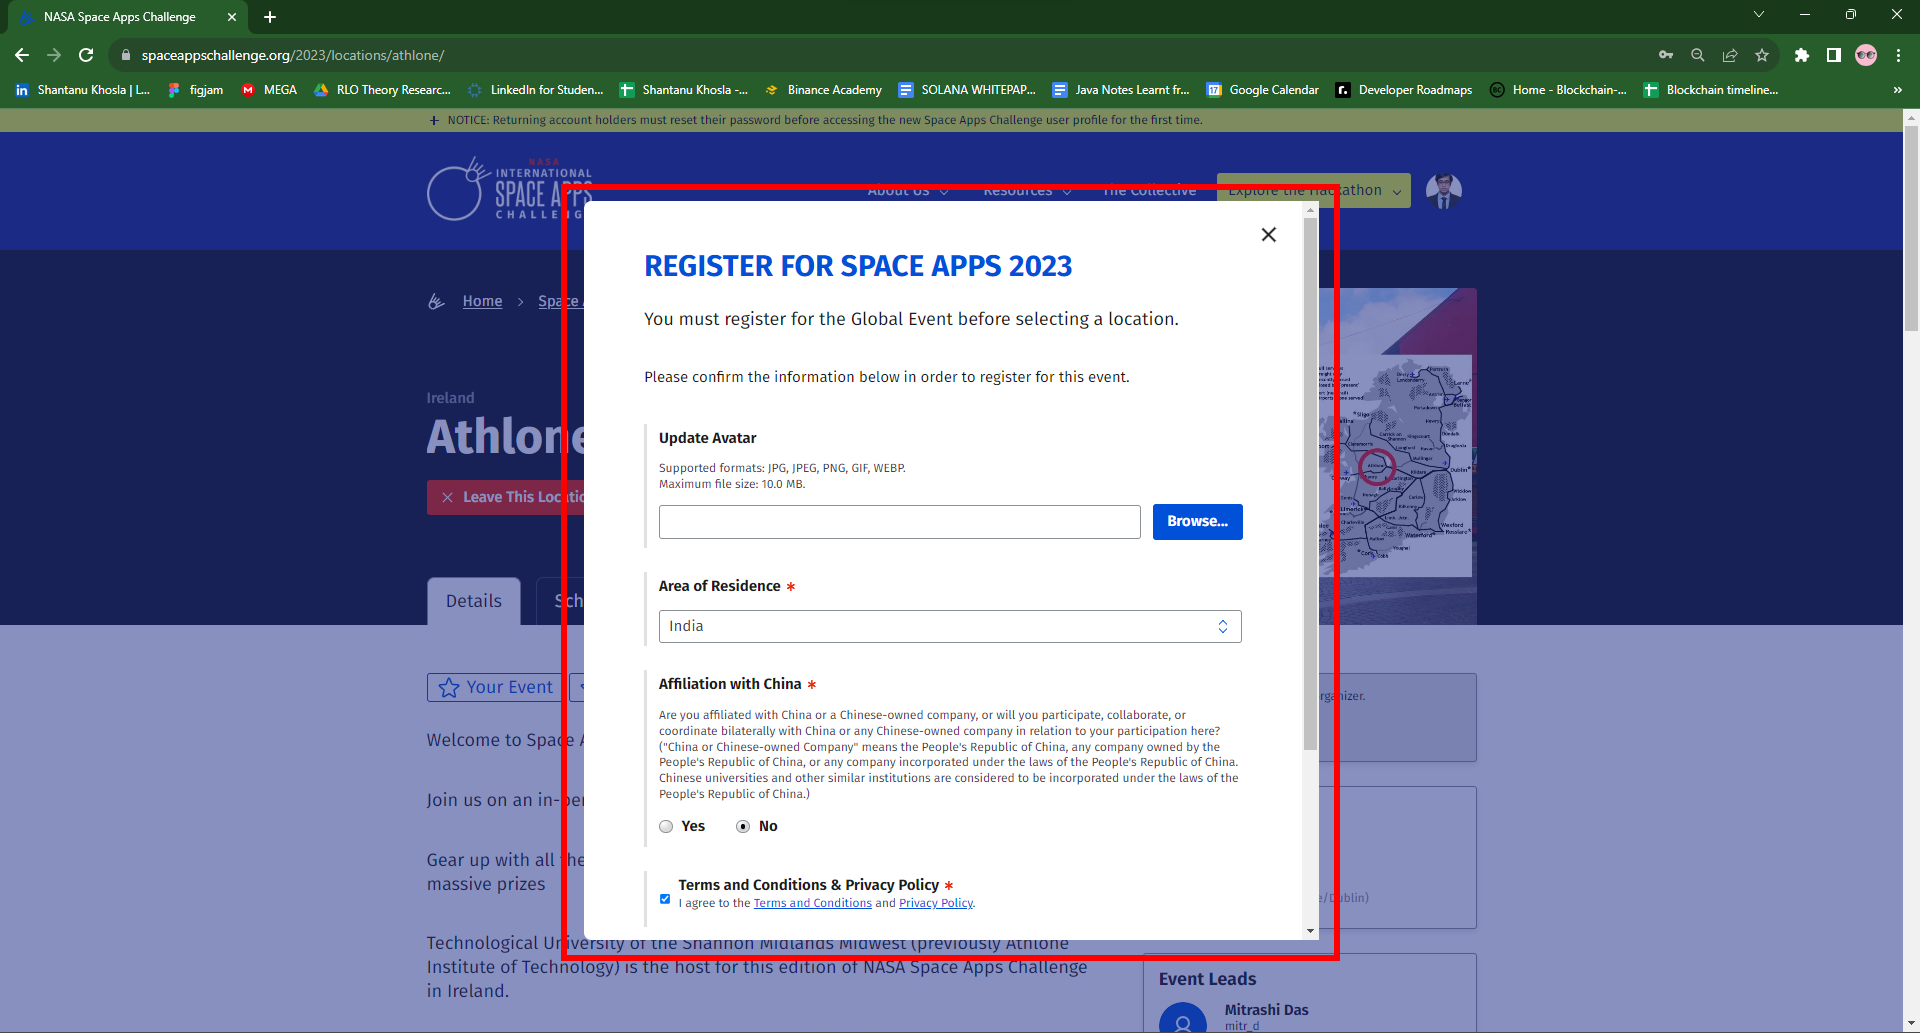 NASA Space Apps Challenge
spaceappschallenge.org/2023/locations/athlone/
Shantanu Khosla | L...
figjam
MEGA
RLO Theory Researc...
LinkedIn for Studen...
Shantanu Khosla -...
Binance Academy
SOLANA WHITEPAP...
Java Notes Learnt fr...
Google Calendar
Developer Roadmaps
Home - Blockchain-...
Blockchain timeline...
»
+ NOTICE: Returning account holders must reset their password before accessing the new Space Apps Challenge user profile for the first time.
NASA
INTERNATIONAL
SPACE APPS
CHALLENG
About Us
Resources
The Collective
Explore the Hackathon
Home > Space A
Ireland
Athlone
Leave This Locatio
Details
Sch
Your Event
Welcome to Space A
Join us on an in-per
Gear up with all the
massive prizes
Technological University of the Shannon Midlands Midwest (previously Athlone
Institute of Technology) is the host for this edition of NASA Space Apps Challenge
in Ireland.
REGISTER FOR SPACE APPS 2023
You must register for the Global Event before selecting a location.
Please confirm the information below in order to register for this event.
Update Avatar
Supported formats: JPG, JPEG, PNG, GIF, WEBP.
Maximum file size: 10.0 MB.
Browse...
Area of Residence *
India
Affiliation with China *
Are you affiliated with China or a Chinese-owned company, or will you participate, collaborate, or
coordinate bilaterally with China or any Chinese-owned company in relation to your participation here?
("China or Chinese-owned Company" means the People's Republic of China, any company owned by the
People's Republic of China, or any company incorporated under the laws of the People's Republic of China.
Chinese universities and other similar institutions are considered to be incorporated under the laws of the
People's Republic of China.)
Yes
No
Terms and Conditions & Privacy Policy *
I agree to the Terms and Conditions and Privacy Policy.
rganizer.
e/Dublin)
Event Leads
Mitrashi Das
mitr_d
Sligo
Dublin
Wexford
Waterford
Dundalk
Drogheda
Athlone
Youghal
Cobh